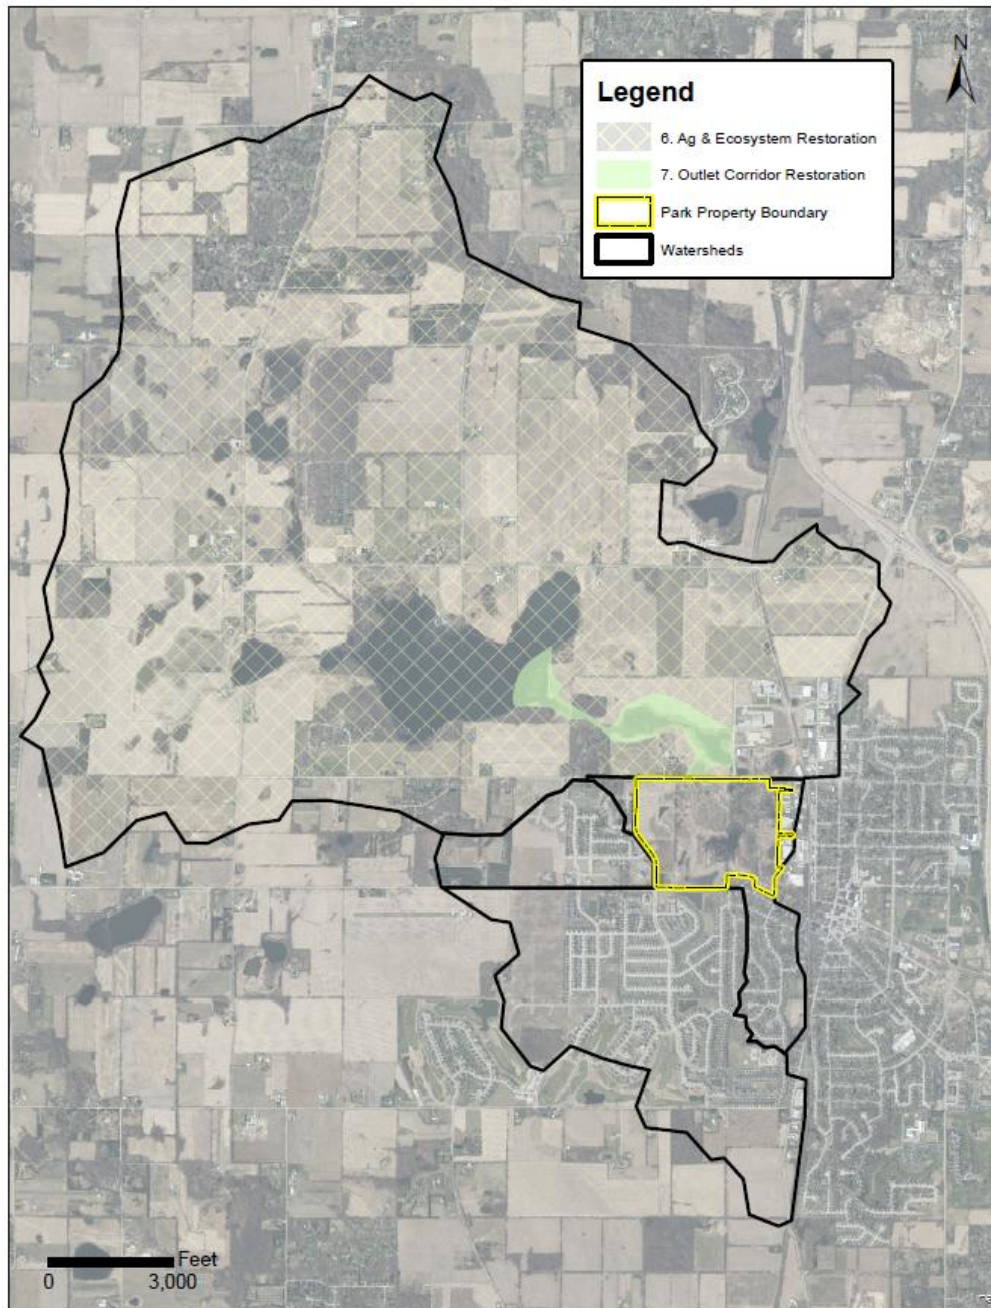 N
Legend
6. Ag & Ecosystem Restoration
7. Outlet Corridor Restoration
Park Property Boundary
Watersheds
Feet
0 3,000